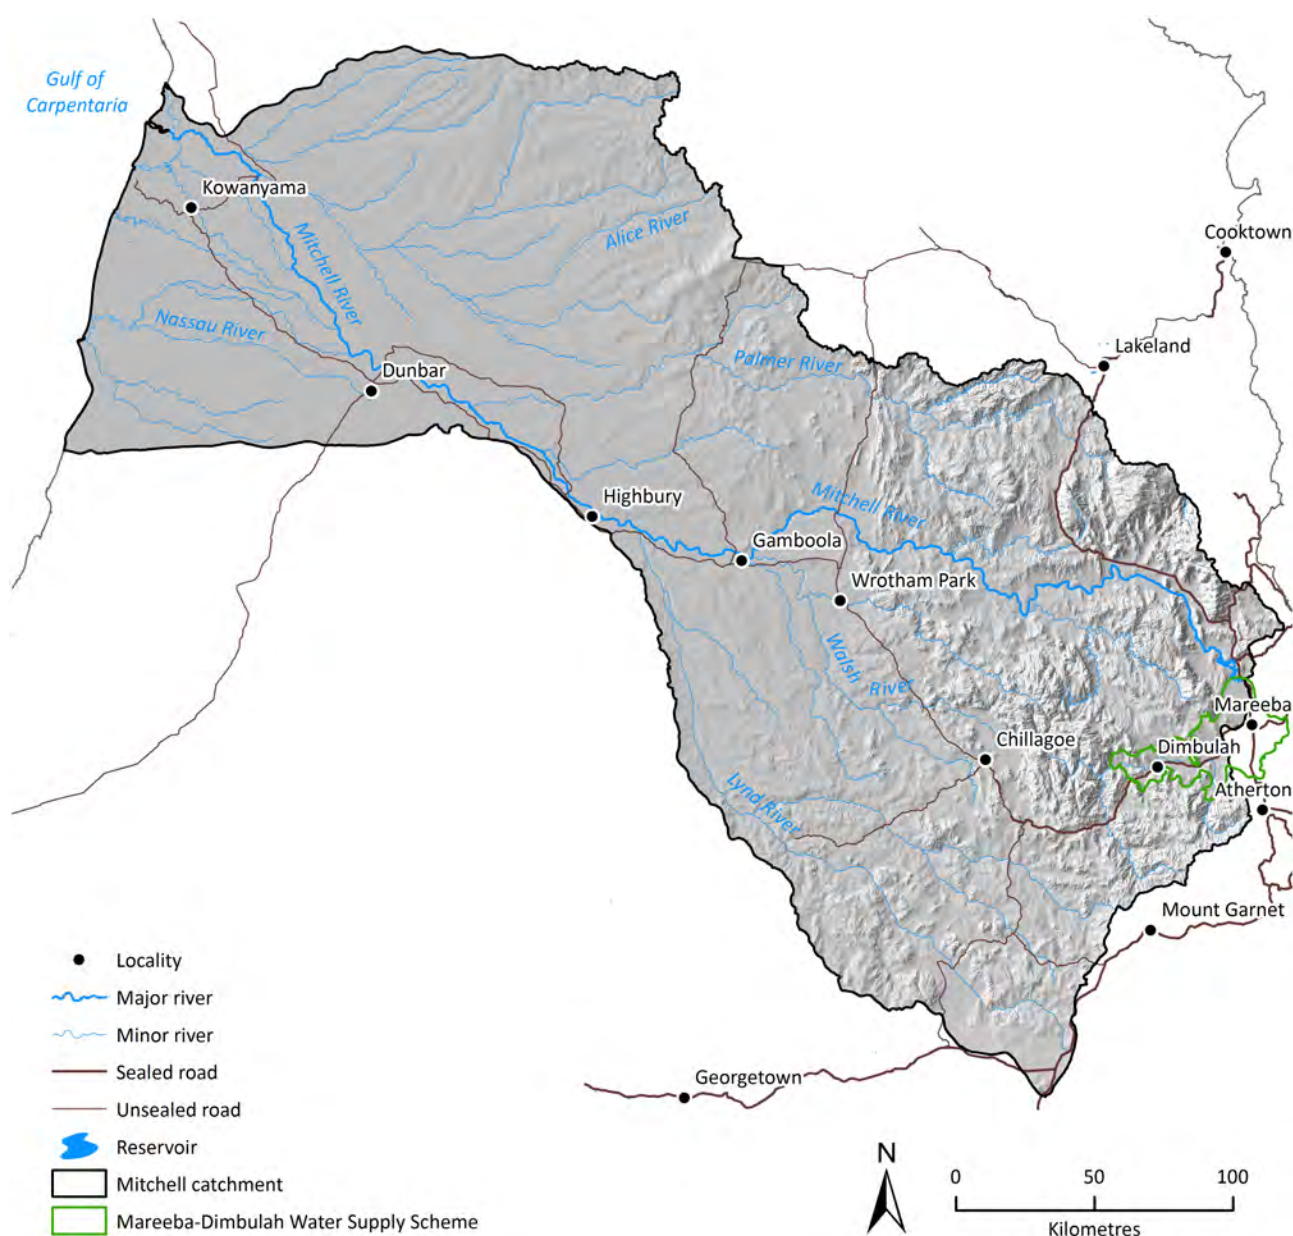 Gulf of
Carpentaria
Kowanyama
Cooktown
Alice River
Mitchell River
Nassau River
Lakeland
Palmer River
Dunbar
Highbury
Mitchell River
Gamboola
Wrotham Park
Walsh River
Mareeba
Chillagoe
Dimbulah
Lynd River
Atherton
Mount Garnet
Locality
Major river
Minor river
Sealed road
Unsealed road
Reservoir
Mitchell catchment
Mareeba-Dimbulah Water Supply Scheme
Georgetown
N
0 50 100
Kilometres